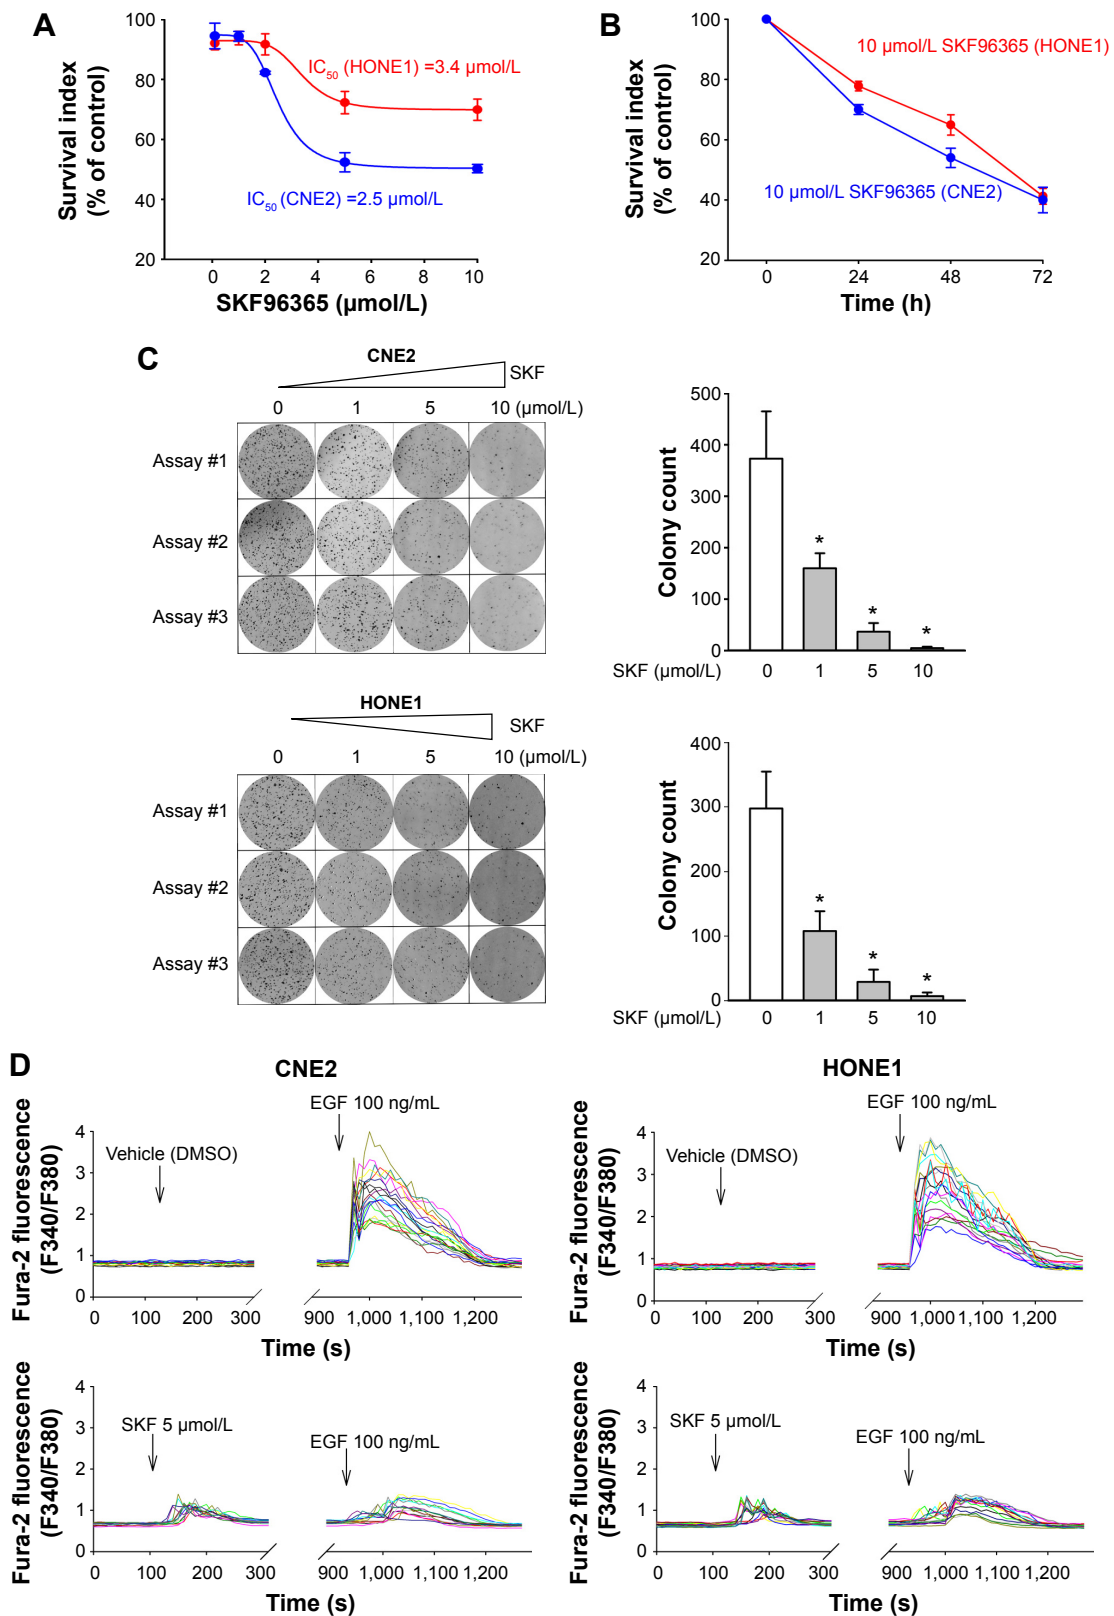 A
Survival index
(% of control)
100
80
60
40
20
IC50 (HONE1) =3.4 µmol/L
IC50 (CNE2) =2.5 µmol/L
0 2 4 6 8 10
SKF96365 (µmol/L)
B
Survival index
(% of control)
100
80
60
40
20
10 µmol/L SKF96365 (HONE1)
10 µmol/L SKF96365 (CNE2)
0 24 48 72
Time (h)
C
CNE2
SKF
0 1 5 10 (µmol/L)
Assay #1
Assay #2
Assay #3
Colony count
500
400
300
200
100
0
* * *
SKF (µmol/L) 0 1 5 10
HONE1
SKF
0 1 5 10 (µmol/L)
Assay #1
Assay #2
Assay #3
Colony count
400
300
200
100
0
* * *
SKF (µmol/L) 0 1 5 10
D
CNE2
Fura-2 fluorescence
(F340/F380)
4
3
2
1
0
Vehicle (DMSO)
EGF 100 ng/mL
0 100 200 300 900 1,000 1,100 1,200
Time (s)
HONE1
Fura-2 fluorescence
(F340/F380)
4
3
2
1
0
Vehicle (DMSO)
EGF 100 ng/mL
0 100 200 300 900 1,000 1,100 1,200
Time (s)
Fura-2 fluorescence
(F340/F380)
4
3
2
1
0
SKF 5 µmol/L
EGF 100 ng/mL
0 100 200 300 900 1,000 1,100 1,200
Time (s)
Fura-2 fluorescence
(F340/F380)
4
3
2
1
0
SKF 5 µmol/L
EGF 100 ng/mL
0 100 200 300 900 1,000 1,100 1,200
Time (s)